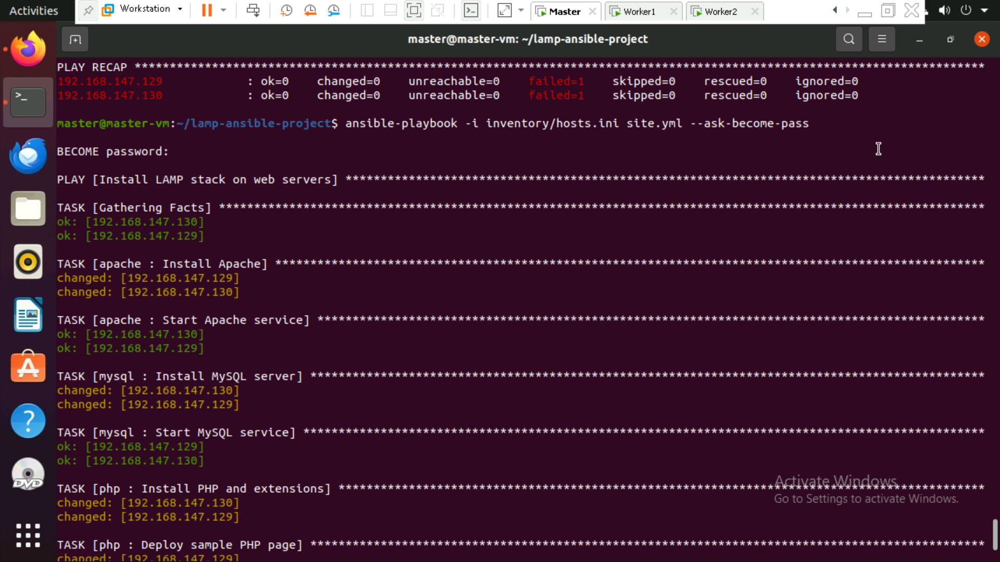 Activities
Workstation
Master
Worker1
Worker2
master@master-vm: ~/lamp-ansible-project
PLAY RECAP *************************************************************************************************************************
192.168.147.129 : ok=0 changed=0 unreachable=0 failed=1 skipped=0 rescued=0 ignored=0
192.168.147.130 : ok=0 changed=0 unreachable=0 failed=1 skipped=0 rescued=0 ignored=0
master@master-vm:~/lamp-ansible-project$ ansible-playbook -i inventory/hosts.ini site.yml --ask-become-pass
BECOME password:
PLAY [Install LAMP stack on web servers] *******************************************************************************************
TASK [Gathering Facts] *************************************************************************************************************
ok: [192.168.147.130]
ok: [192.168.147.129]
TASK [apache : Install Apache] *****************************************************************************************************
changed: [192.168.147.129]
changed: [192.168.147.130]
TASK [apache : Start Apache service] ***********************************************************************************************
ok: [192.168.147.130]
ok: [192.168.147.129]
TASK [mysql : Install MySQL server] ************************************************************************************************
changed: [192.168.147.130]
changed: [192.168.147.129]
TASK [mysql : Start MySQL service] *************************************************************************************************
ok: [192.168.147.129]
ok: [192.168.147.130]
TASK [php : Install PHP and extensions] ********************************************************************************************
changed: [192.168.147.130]
changed: [192.168.147.129]
TASK [php : Deploy sample PHP page] ************************************************************************************************
changed: [192.168.147.129]
Activate Windows
Go to Settings to activate Windows.
DVD